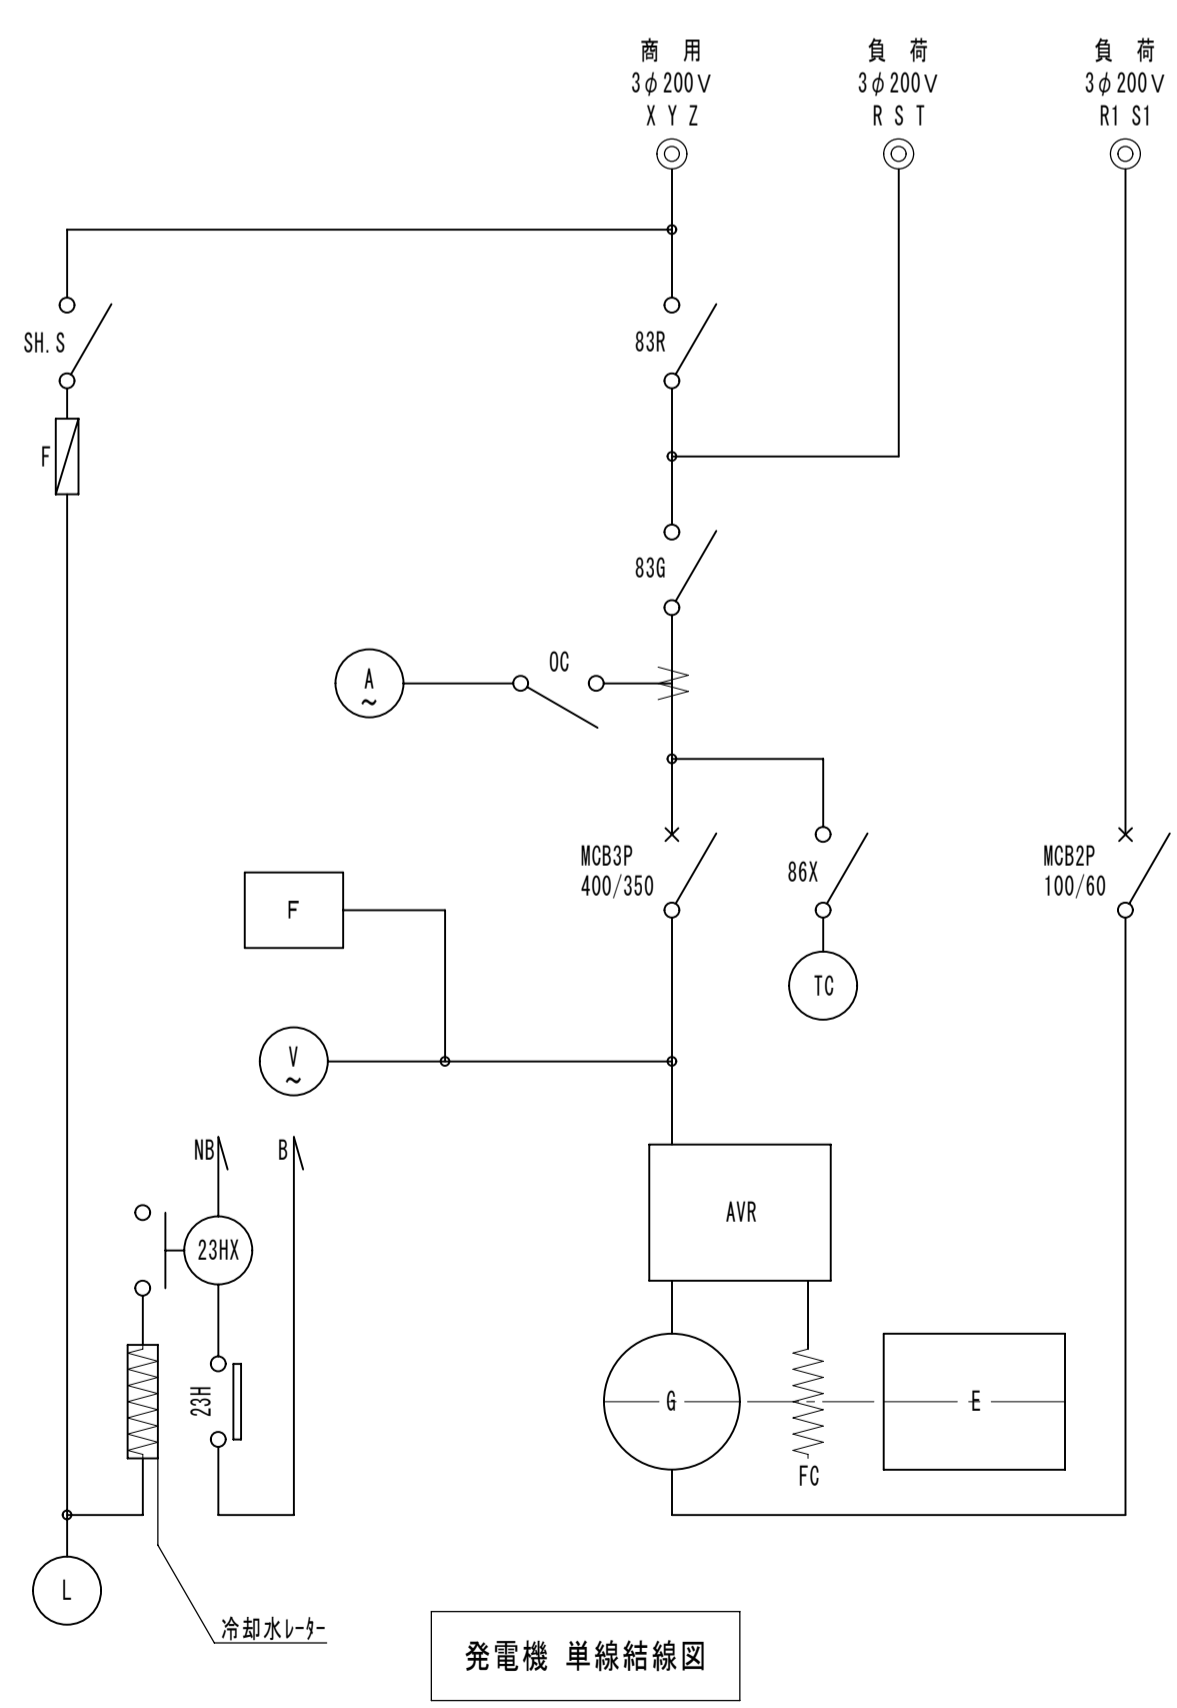 商 用
3φ200V
X Y Z
負 荷
3φ200V
R S T
負 荷
3φ200V
R1 S1
SH.S
83R
F
83G
OC
A
~
MCB3P
400/350
86X
MCB2P
100/60
F
TC
V
~
NB
B
AVR
23HX
23H
G
E
FC
L
冷却水レーター
発電機 単線結線図